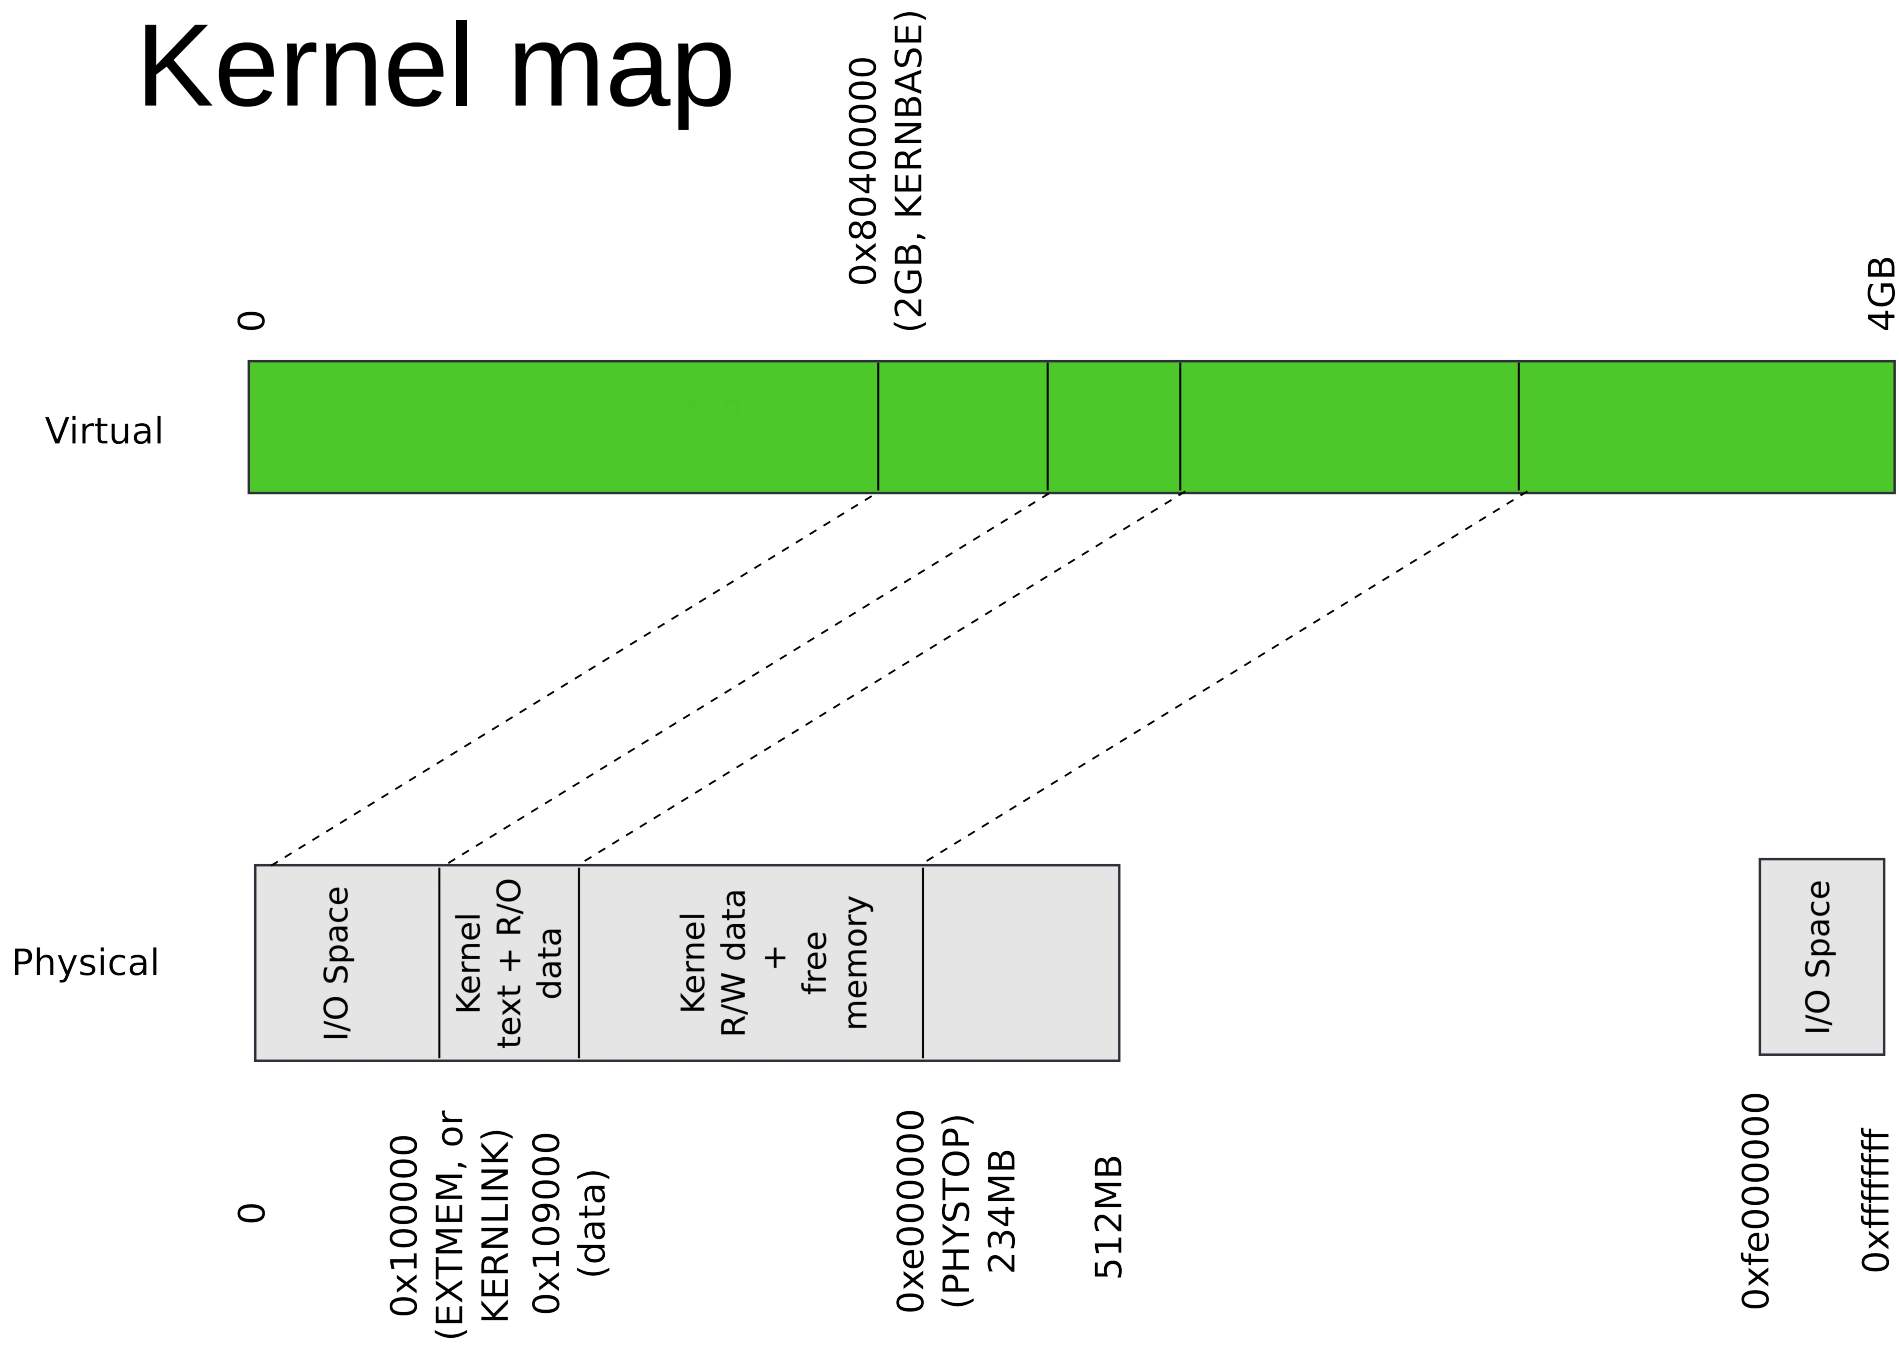 Kernel map
0x80400000
(2GB, KERNBASE)
0
4GB
Virtual
Physical
I/O Space
Kernel
text + R/O
data
Kernel
R/W data
+
free
memory
I/O Space
0
0x100000
(EXTMEM, or
KERNLINK)
0x109000
(data)
0xe000000
(PHYSTOP)
234MB
512MB
0xfe000000
0xffffffff